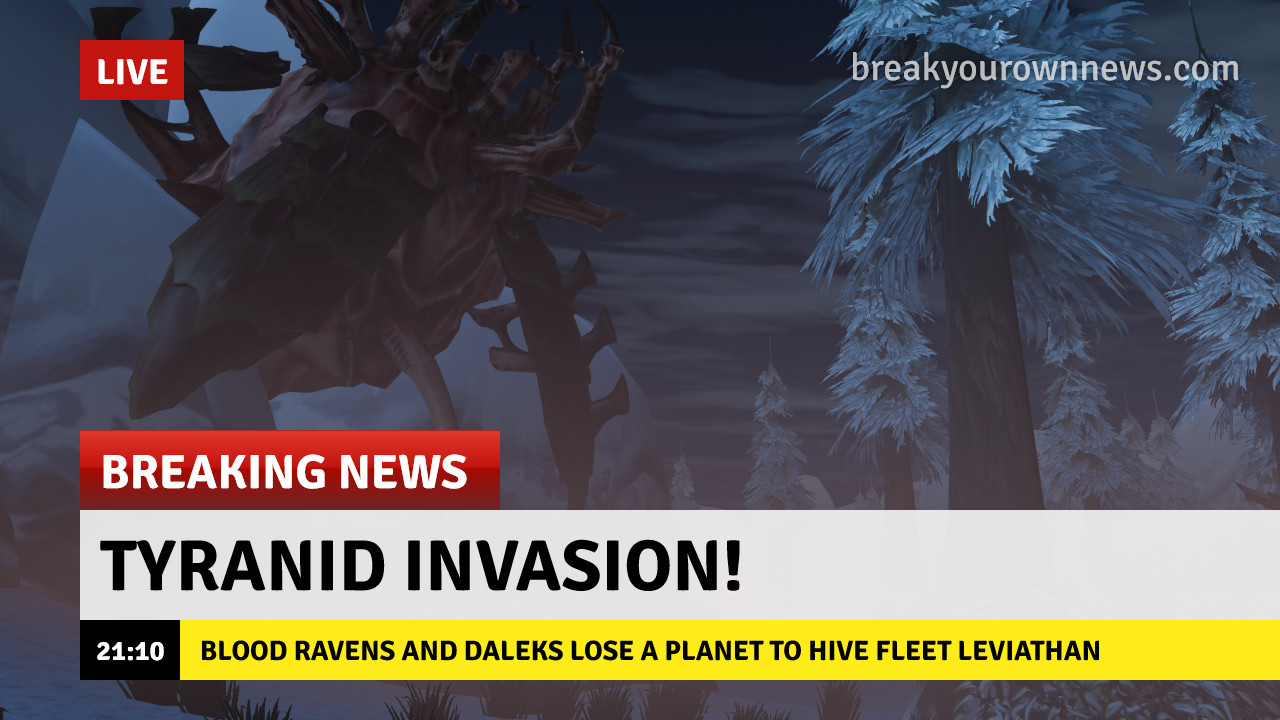 LIVE
breakyourownnews.com
BREAKING NEWS
TYRANID INVASION!
21:10 BLOOD RAVENS AND DALEKS LOSE A PLANET TO HIVE FLEET LEVIATHAN